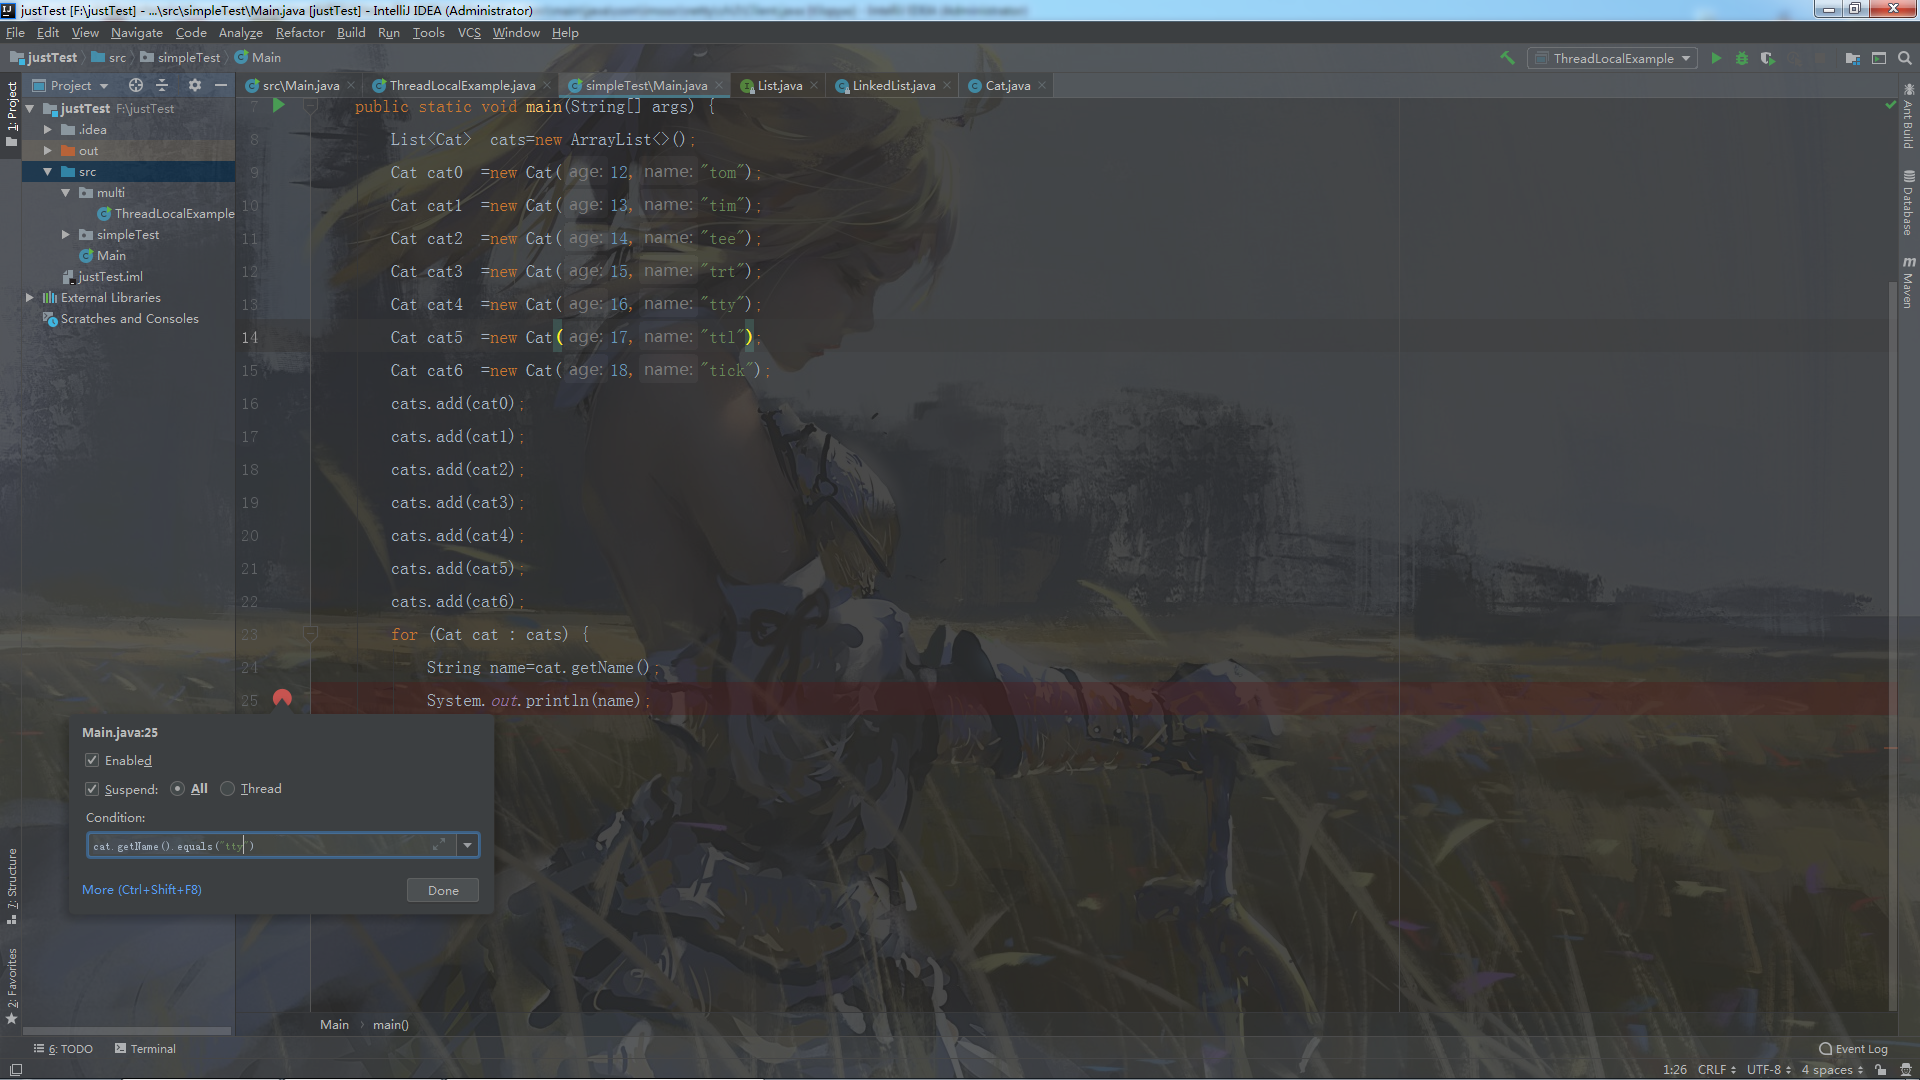 justTest [F:\justTest] - ...\src\simpleTest\Main.java [justTest] - IntelliJ IDEA (Administrator)
File Edit View Navigate Code Analyze Refactor Build Run Tools VCS Window Help
justTest src simpleTest Main
ThreadLocalExample
1: Project
Project
src\Main.java ThreadLocalExample.java simpleTest\Main.java List.java LinkedList.java Cat.java
justTest F:\justTest
.idea
out
src
multi
ThreadLocalExample
simpleTest
Main
justTest.iml
External Libraries
Scratches and Consoles
7 public static void main(String[] args) {
8 List<Cat> cats=new ArrayList<>();
9 Cat cat0 =new Cat( age: 12, name: "tom");
10 Cat cat1 =new Cat( age: 13, name: "tim");
11 Cat cat2 =new Cat( age: 14, name: "tee");
12 Cat cat3 =new Cat( age: 15, name: "trt");
13 Cat cat4 =new Cat( age: 16, name: "tty");
14 Cat cat5 =new Cat( age: 17, name: "ttl");
15 Cat cat6 =new Cat( age: 18, name: "tick");
16 cats.add(cat0);
17 cats.add(cat1);
18 cats.add(cat2);
19 cats.add(cat3);
20 cats.add(cat4);
21 cats.add(cat5);
22 cats.add(cat6);
23 for (Cat cat : cats) {
24 String name=cat.getName();
25 System.out.println(name);
Main.java:25
Enabled
Suspend: All Thread
Condition:
cat.getName().equals("tty")
More (Ctrl+Shift+F8) Done
Ant Build
Database
m Maven
7: Structure
2: Favorites
Main main()
6: TODO Terminal
Event Log
1:26 CRLF UTF-8 4 spaces